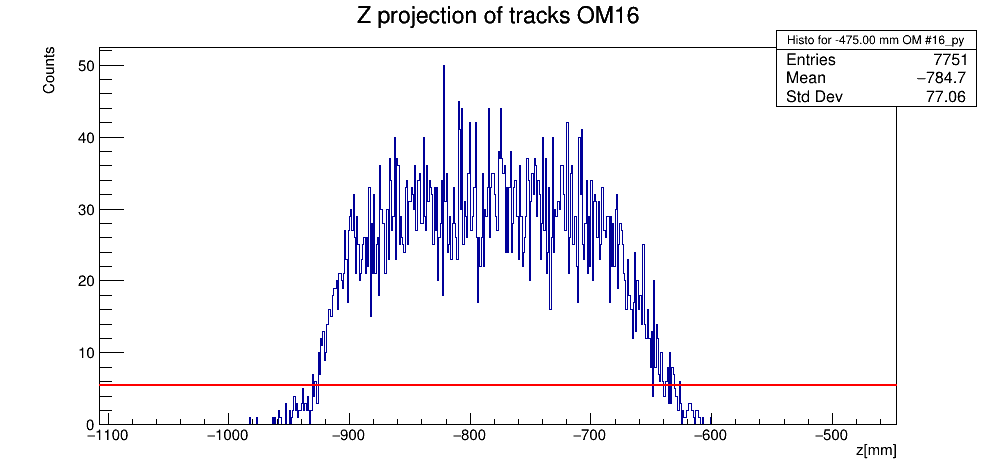 Z projection of tracks OM16
Histo for -475.00 mm OM #16_py
Entries 7751
Mean −784.7
Std Dev 77.06
Counts
50
40
30
20
10
0
−1100 −1000 −900 −800 −700 −600 −500
z[mm]